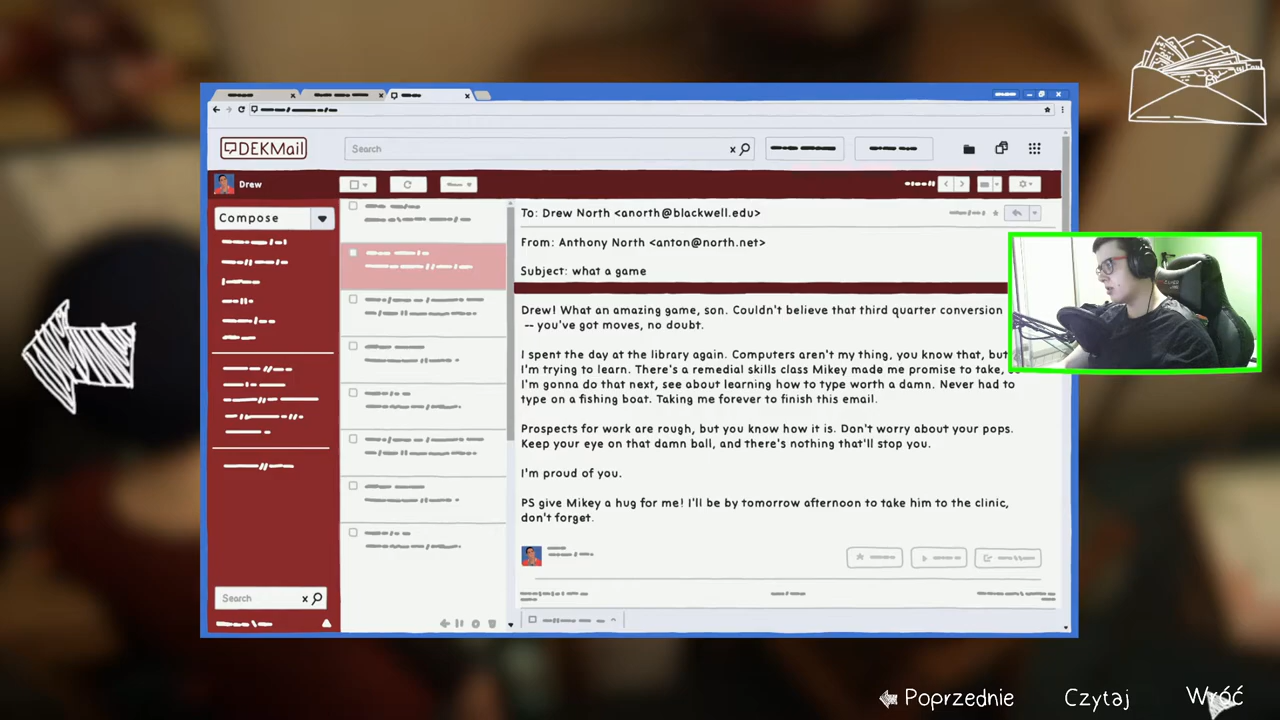 DEKMail
Search
x
Drew
Compose
To: Drew North <anorth@blackwell.edu>
From: Anthony North <anton@north.net>
Subject: what a game
Drew! What an amazing game, son. Couldn't believe that third quarter conversion
-- you've got moves, no doubt.
I spent the day at the library again. Computers aren't my thing, you know that, but
I'm trying to learn. There's a remedial skills class Mikey made me promise to take,
I'm gonna do that next, see about learning how to type worth a damn. Never had to
type on a fishing boat. Taking me forever to finish this email.
Prospects for work are rough, but you know how it is. Don't worry about your pops.
Keep your eye on that damn ball, and there's nothing that'll stop you.
I'm proud of you.
PS give Mikey a hug for me! I'll be by tomorrow afternoon to take him to the clinic,
don't forget.
Search
x
Poprzednie
Czytaj
Wróć